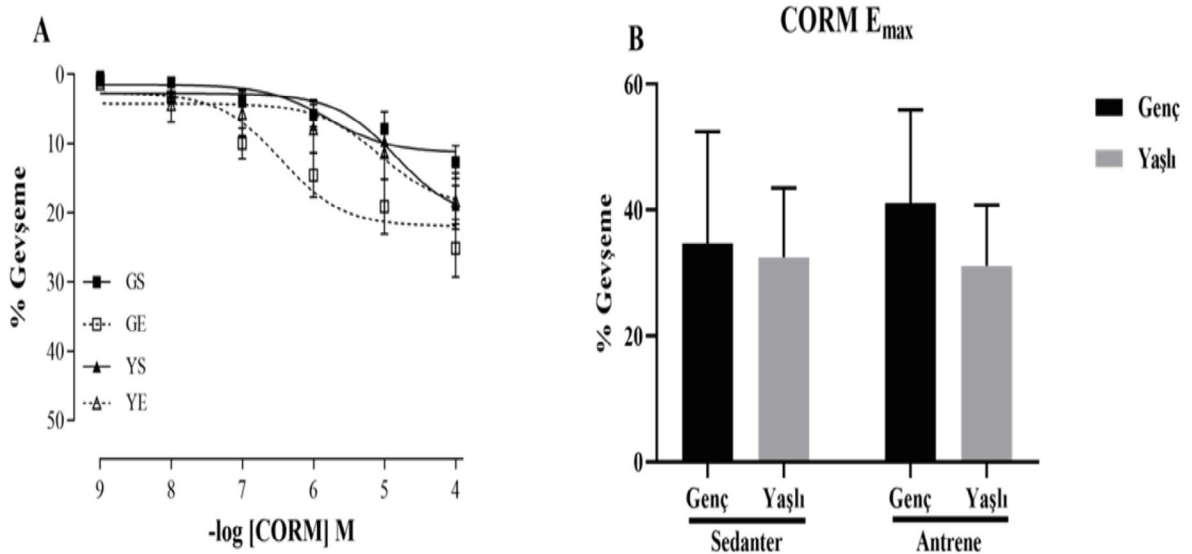 A
% Gevşeme
0
10
20
30
40
50
GS
GE
YS
YE
9 8 7 6 5 4
-log [CORM] M
B
CORM Emax
% Gevşeme
60
40
20
0
Genç Yaşlı Genç Yaşlı
Sedanter Antrene
Genç
Yaşlı